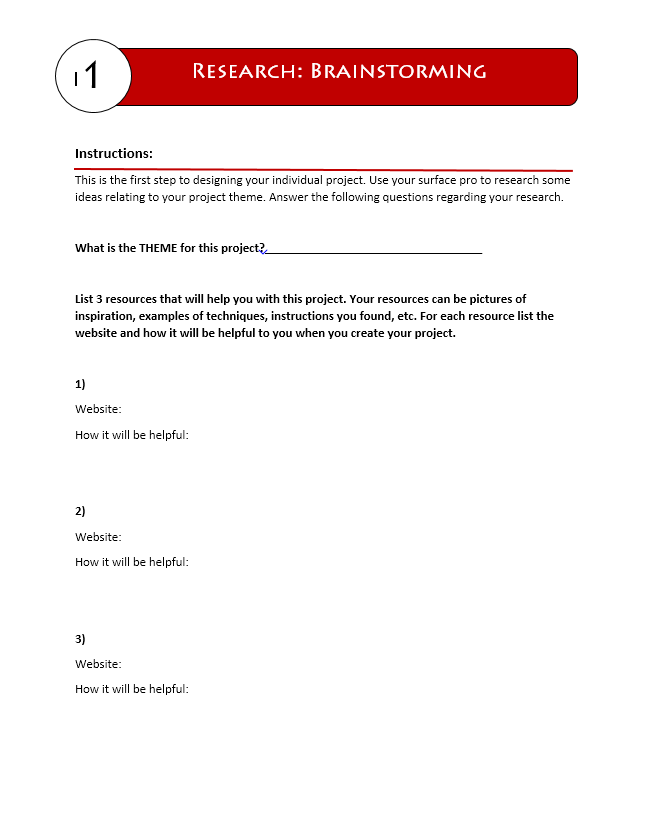 1
Research: Brainstorming
Instructions:
This is the first step to designing your individual project. Use your surface pro to research some
ideas relating to your project theme. Answer the following questions regarding your research.
What is the THEME for this project?
List 3 resources that will help you with this project. Your resources can be pictures of
inspiration, examples of techniques, instructions you found, etc. For each resource list the
website and how it will be helpful to you when you create your project.
1)
Website:
How it will be helpful:
2)
Website:
How it will be helpful:
3)
Website:
How it will be helpful: